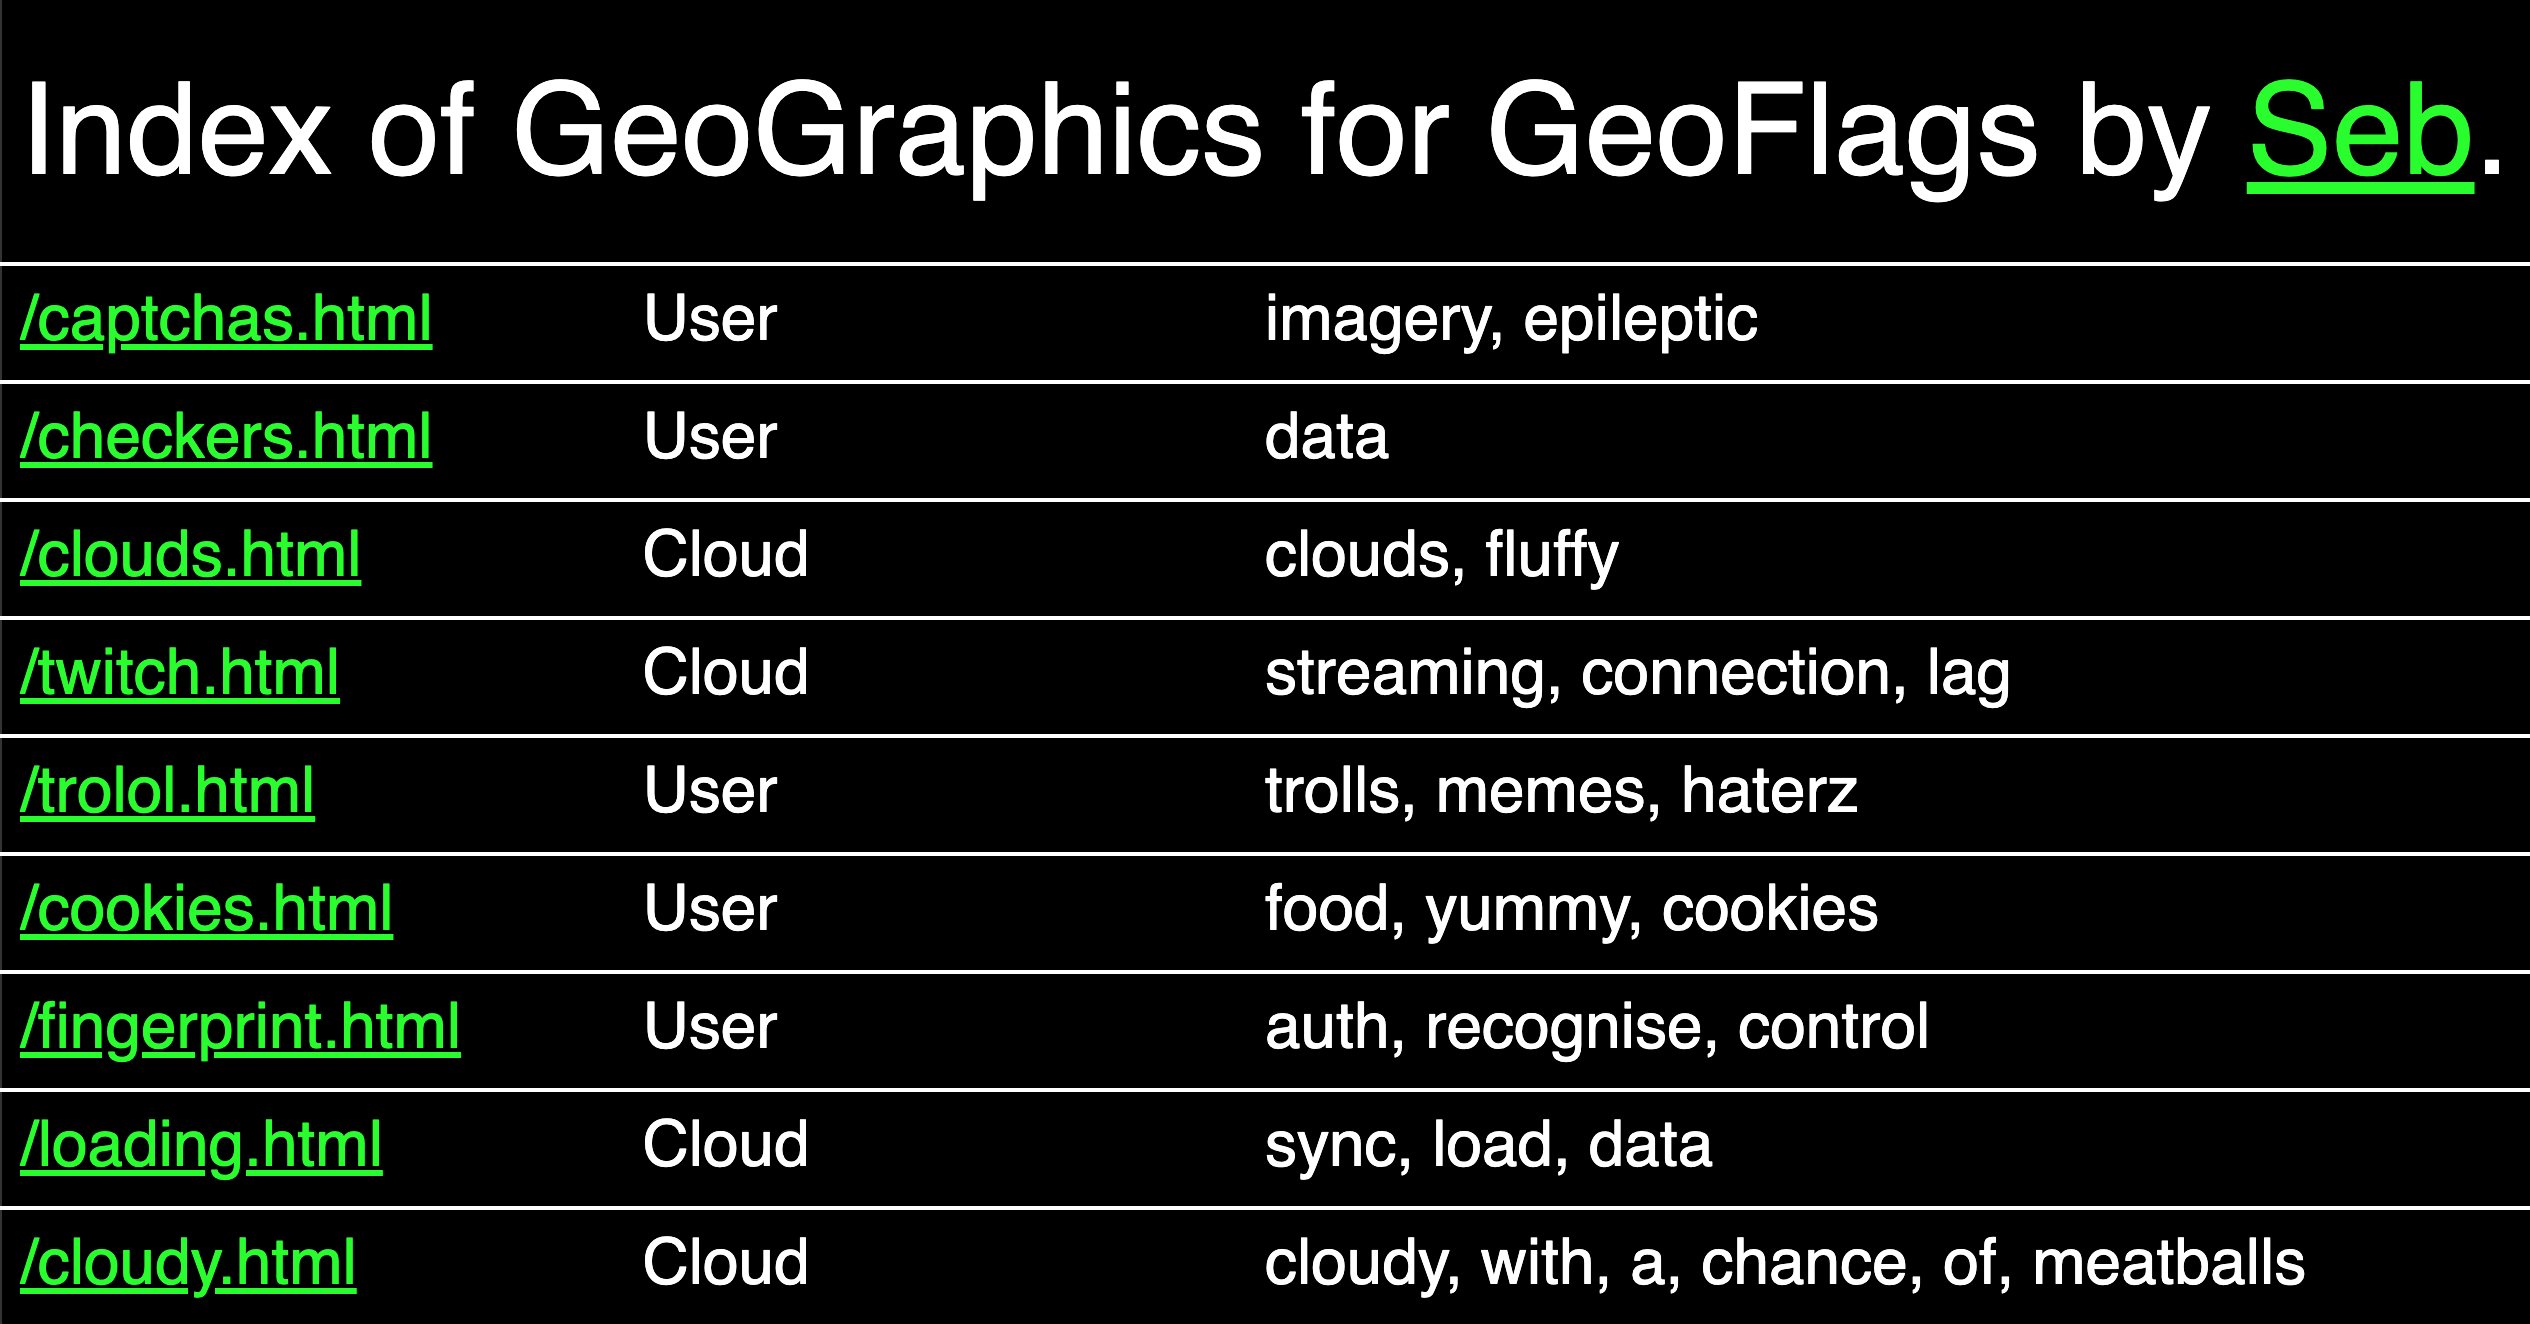 Index of GeoGraphics for GeoFlags by Seb.
/captchas.html User imagery, epileptic
/checkers.html User data
/clouds.html Cloud clouds, fluffy
/twitch.html Cloud streaming, connection, lag
/trolol.html User trolls, memes, haterz
/cookies.html User food, yummy, cookies
/fingerprint.html User auth, recognise, control
/loading.html Cloud sync, load, data
/cloudy.html Cloud cloudy, with, a, chance, of, meatballs